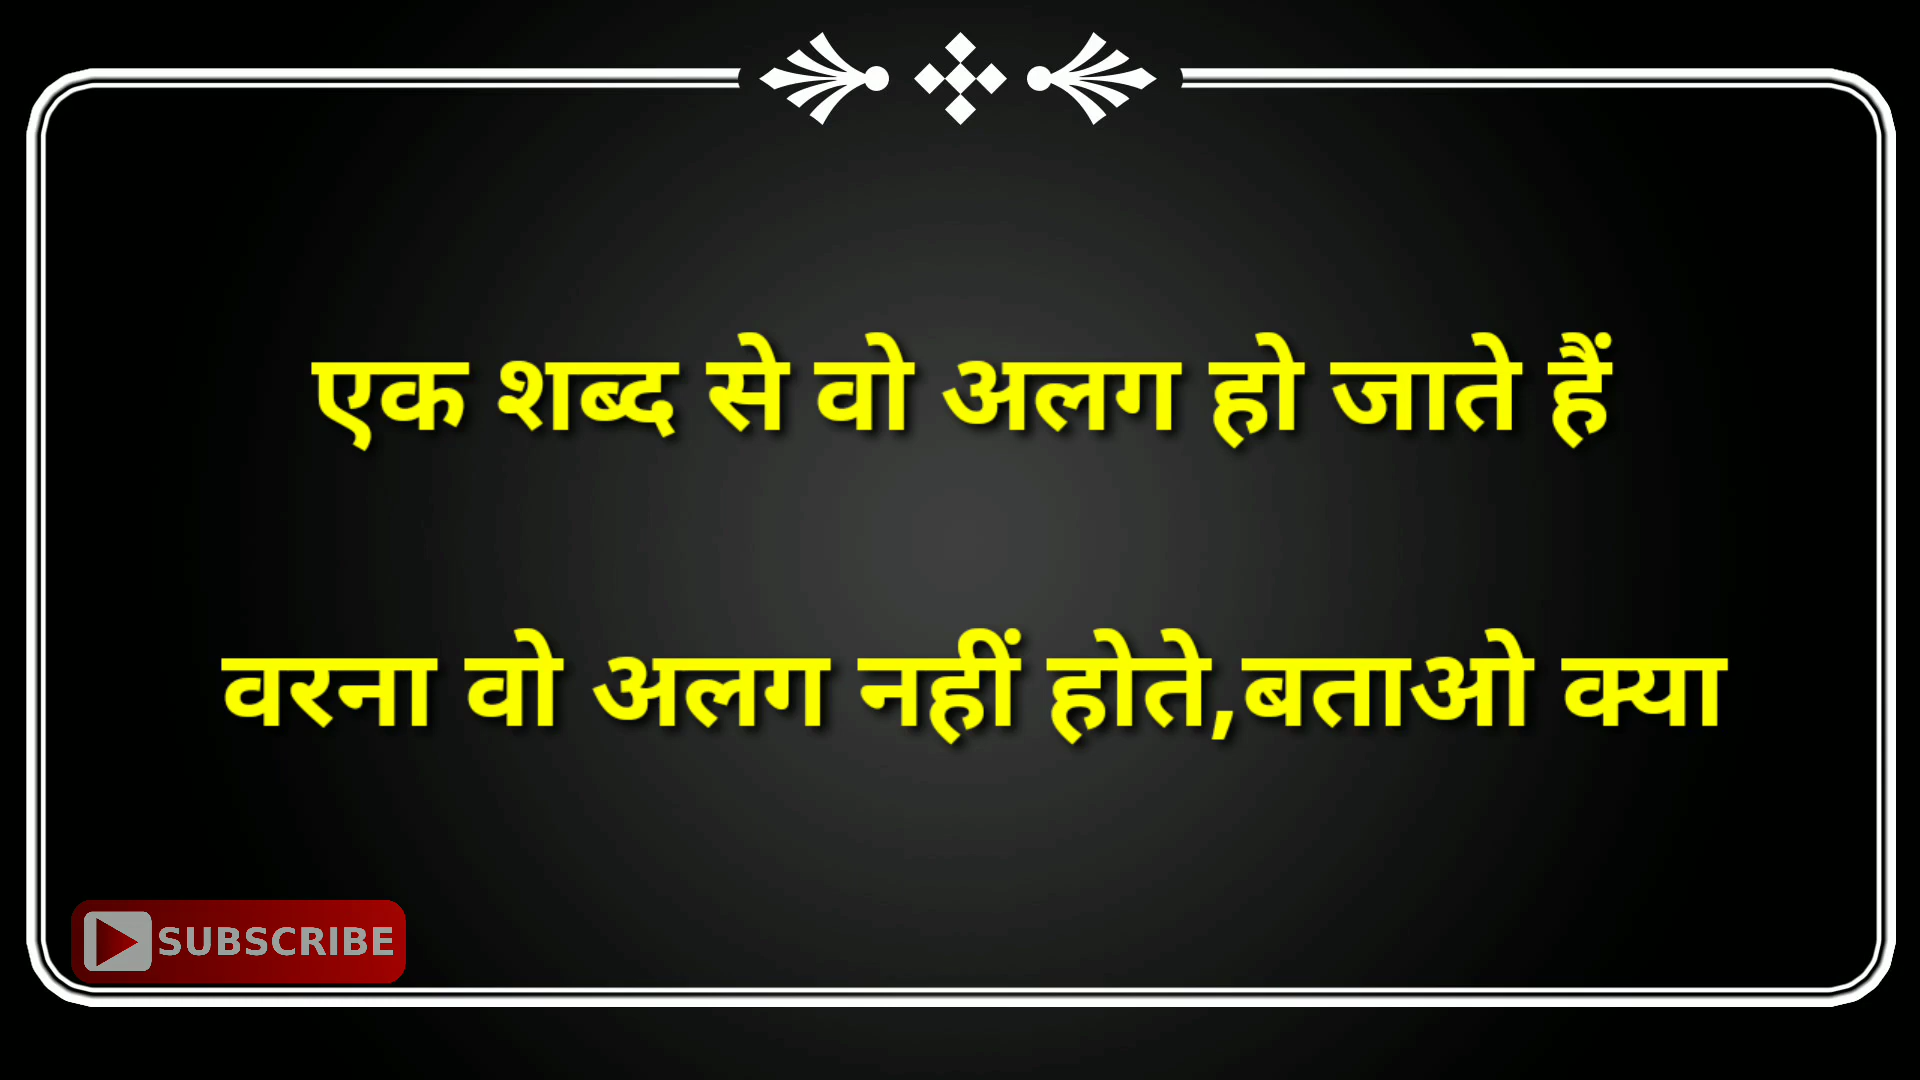 एक शब्द से वो अलग हो जाते हैं
वरना वो अलग नहीं होते,बताओ क्या
SUBSCRIBE